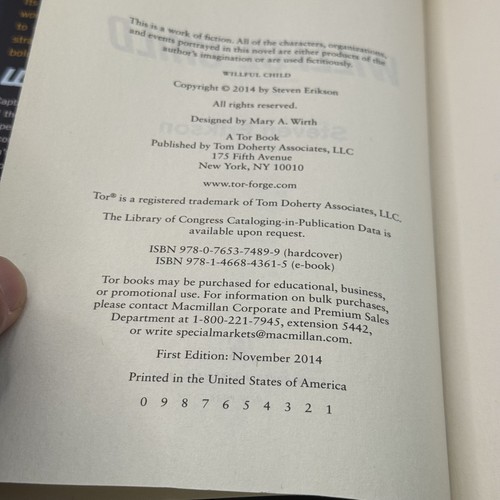 This is a work of fiction. All of the characters, organizations,
and events portrayed in this novel are either products of the
author's imagination or are used fictitiously.
WILLFUL CHILD
Copyright © 2014 by Steven Erikson
All rights reserved.
Designed by Mary A. Wirth
A Tor Book
Published by Tom Doherty Associates, LLC
175 Fifth Avenue
New York, NY 10010
www.tor-forge.com
Tor® is a registered trademark of Tom Doherty Associates, LLC.
The Library of Congress Cataloging-in-Publication Data is
available upon request.
ISBN 978-0-7653-7489-9 (hardcover)
ISBN 978-1-4668-4361-5 (e-book)
Tor books may be purchased for educational, business,
or promotional use. For information on bulk purchases,
please contact Macmillan Corporate and Premium Sales
Department at 1-800-221-7945, extension 5442,
or write specialmarkets@macmillan.com.
First Edition: November 2014
Printed in the United States of America
0 9 8 7 6 5 4 3 2 1